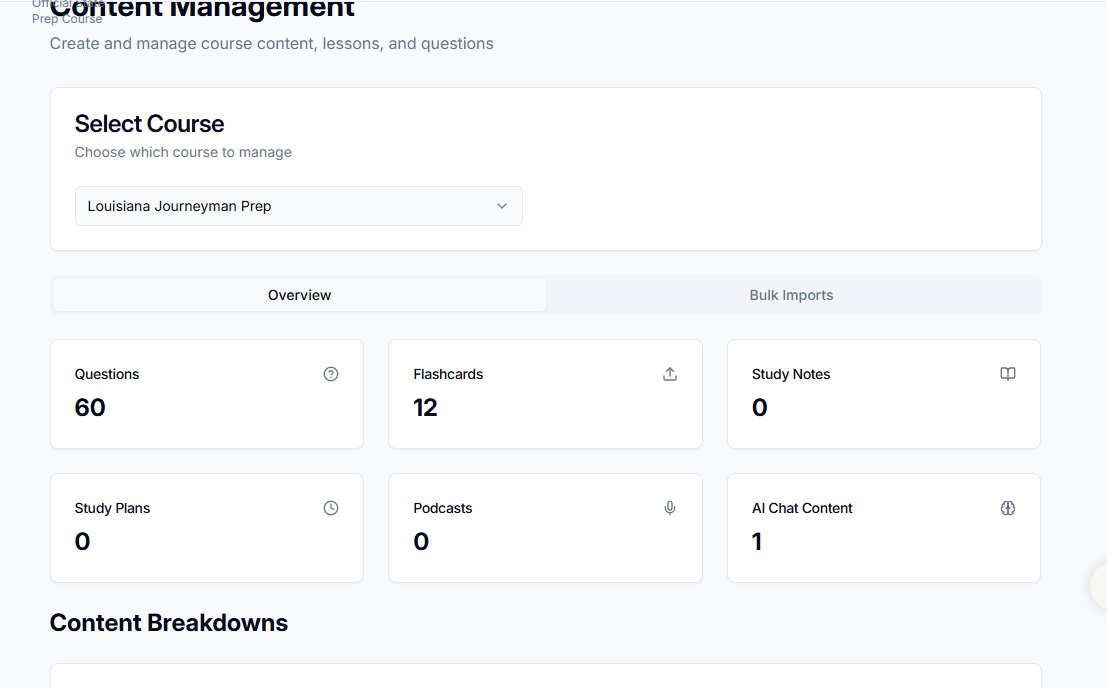 Official State
Prep Course
Content Management
Create and manage course content, lessons, and questions
Select Course
Choose which course to manage
Louisiana Journeyman Prep
Overview
Bulk Imports
Questions
60
Flashcards
12
Study Notes
0
Study Plans
0
Podcasts
0
AI Chat Content
1
Content Breakdowns